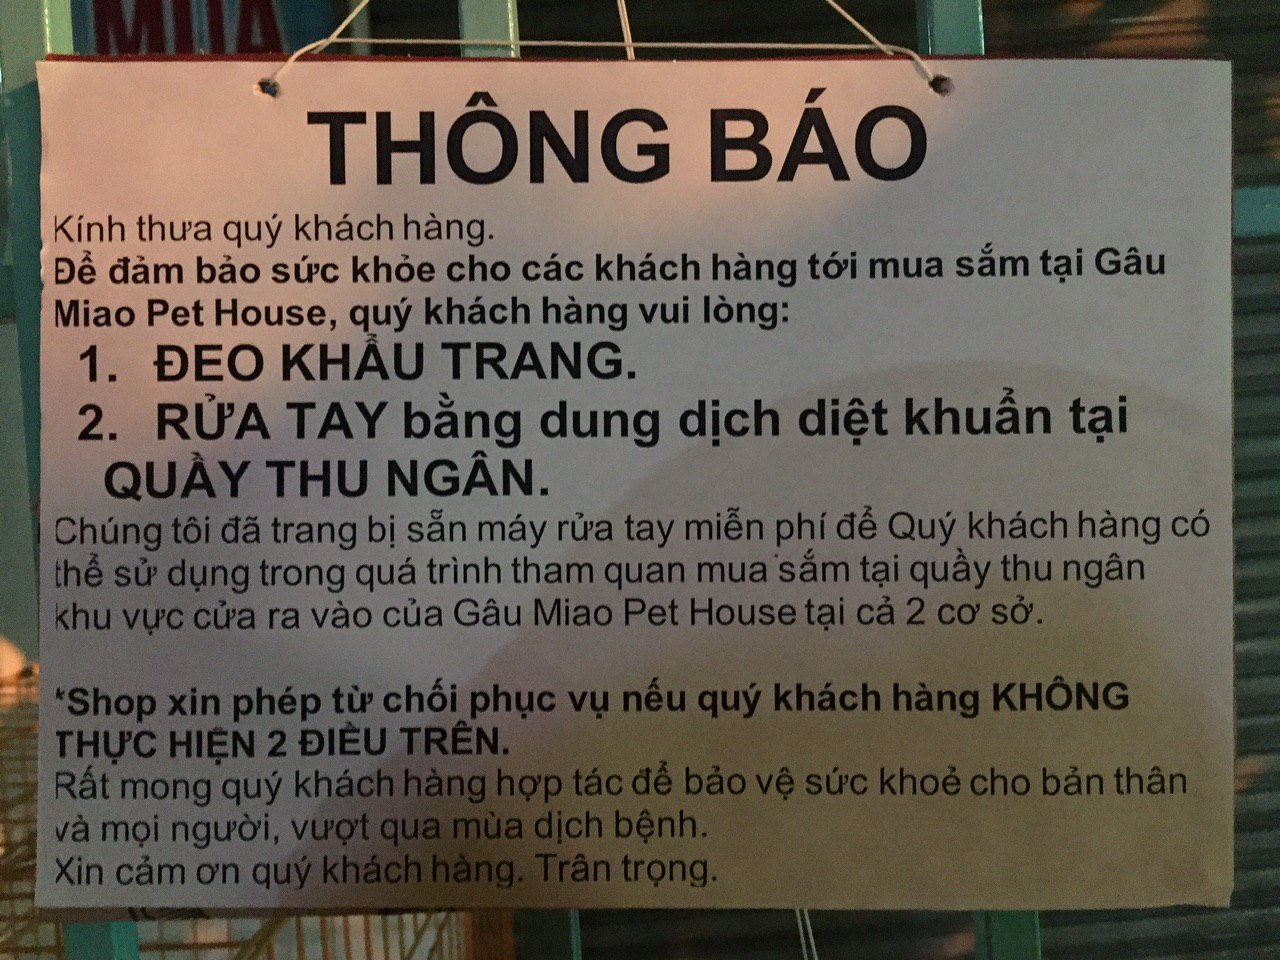 MUA
THÔNG BÁO
Kính thưa quý khách hàng.
Để đảm bảo sức khỏe cho các khách hàng tới mua sắm tại Gâu
Miao Pet House, quý khách hàng vui lòng:
1. ĐEO KHẨU TRANG.
2. RỬA TAY bằng dung dịch diệt khuẩn tại
QUẦY THU NGÂN.
Chúng tôi đã trang bị sẵn máy rửa tay miễn phí để Quý khách hàng có
thể sử dụng trong quá trình tham quan mua sắm tại quầy thu ngân
khu vực cửa ra vào của Gâu Miao Pet House tại cả 2 cơ sở.
*Shop xin phép từ chối phục vụ nếu quý khách hàng KHÔNG
THỰC HIỆN 2 ĐIỀU TRÊN.
Rất mong quý khách hàng hợp tác để bảo vệ sức khoẻ cho bản thân
và mọi người, vượt qua mùa dịch bệnh.
Xin cảm ơn quý khách hàng. Trân trọng.